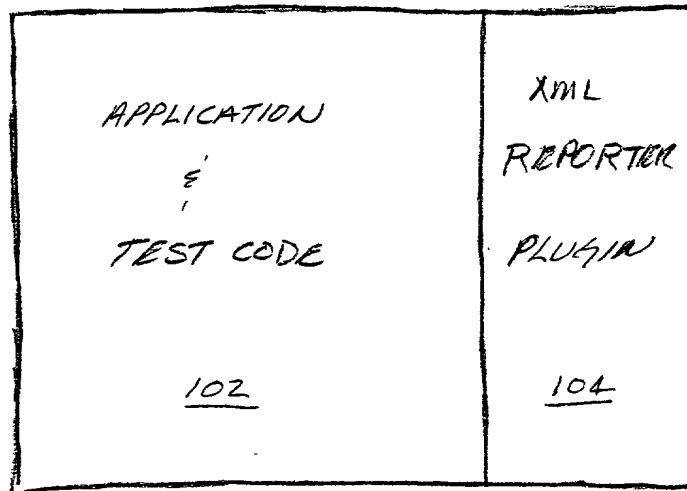 APPLICATION
&
TEST CODE
102
XML
REPORTER
PLUGIN
104